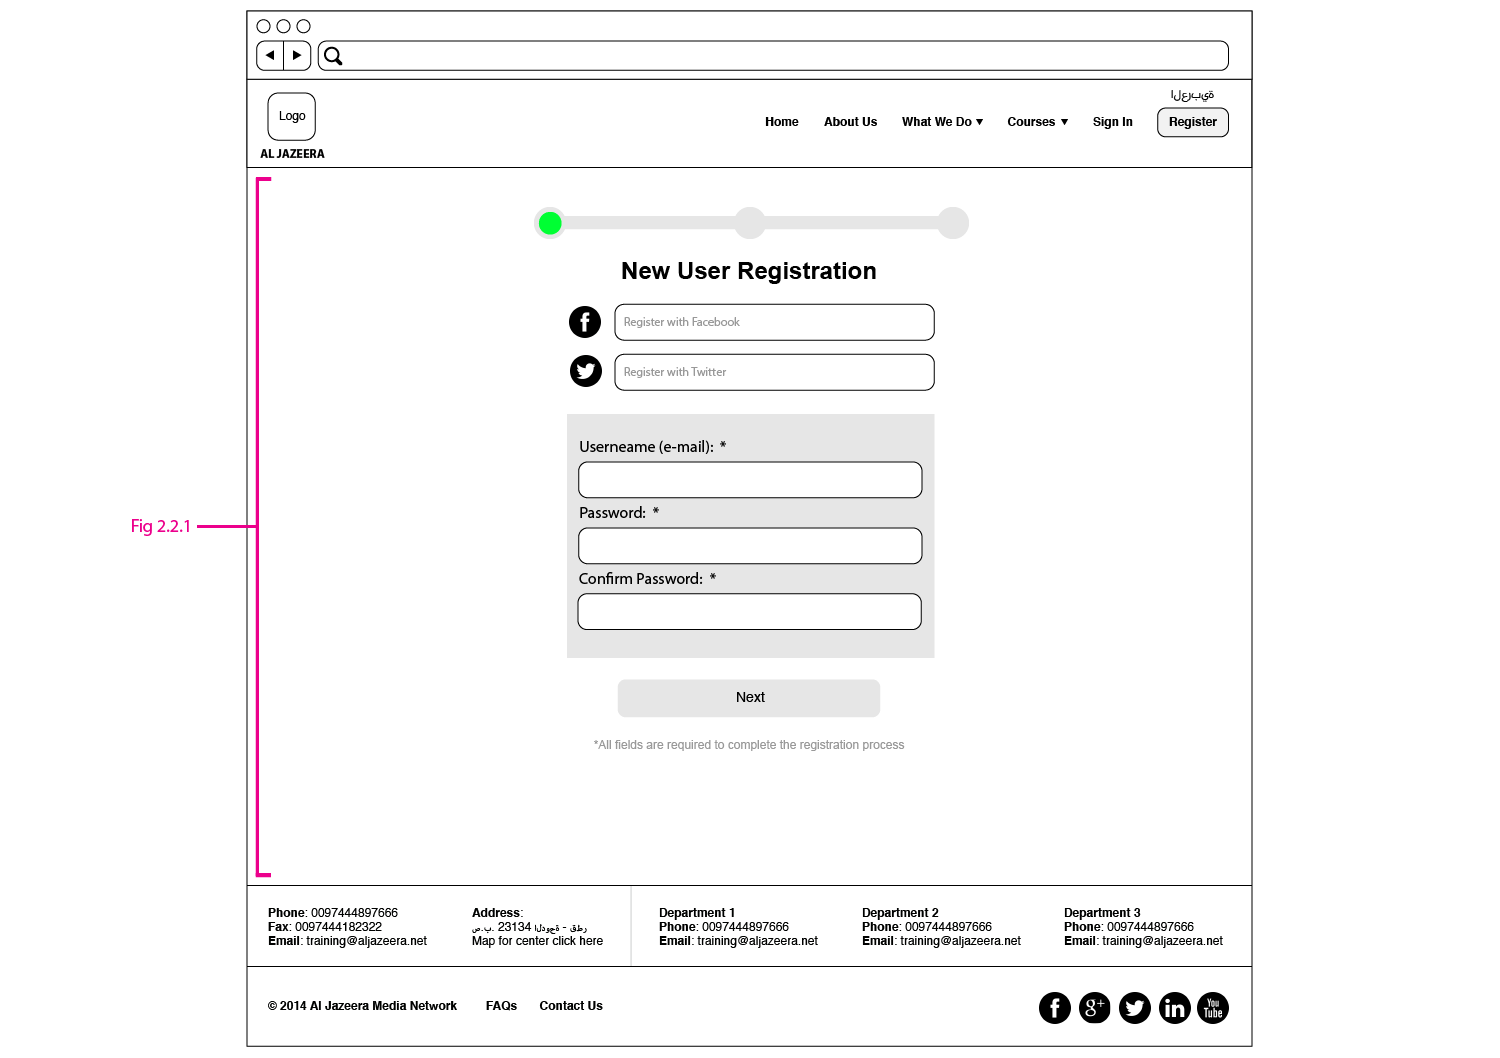 Logo
AL JAZEERA
Home About Us What We Do Courses Sign In
العربية
Register
New User Registration
Register with Facebook
Register with Twitter
Userneame (e-mail): *
Password: *
Confirm Password: *
Next
*All fields are required to complete the registration process
Fig 2.2.1
Phone: 0097444897666
Fax: 0097444182322
Email: training@aljazeera.net
Address:
ص.ب. 23134 الدوحة - قطر
Map for center click here
Department 1
Phone: 0097444897666
Email: training@aljazeera.net
Department 2
Phone: 0097444897666
Email: training@aljazeera.net
Department 3
Phone: 0097444897666
Email: training@aljazeera.net
© 2014 Al Jazeera Media Network FAQs Contact Us
f g+ in You Tube